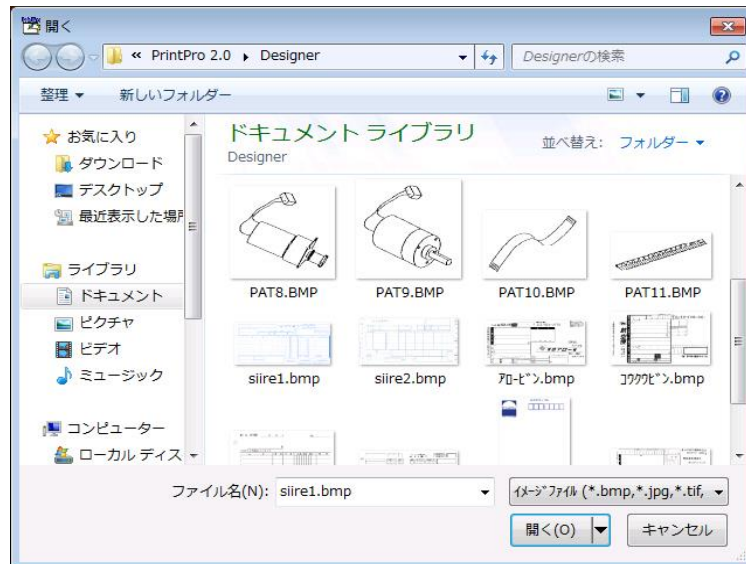 開く
« PrintPro 2.0 ▸ Designer
Designerの検索
整理 ▼ 新しいフォルダー
お気に入り
ダウンロード
デスクトップ
最近表示した場所
ライブラリ
ドキュメント
ピクチャ
ビデオ
ミュージック
コンピューター
ローカル ディス
ドキュメント ライブラリ
Designer
並べ替え: フォルダー ▼
PAT8.BMP PAT9.BMP PAT10.BMP PAT11.BMP
siire1.bmp siire2.bmp ｱﾛｰﾋﾞﾝ.bmp ｺｳｸｳﾋﾞﾝ.bmp
ファイル名(N): siire1.bmp
ｲﾒｰｼﾞﾌｧｲﾙ (*.bmp,*.jpg,*.tif,
開く(O) キャンセル